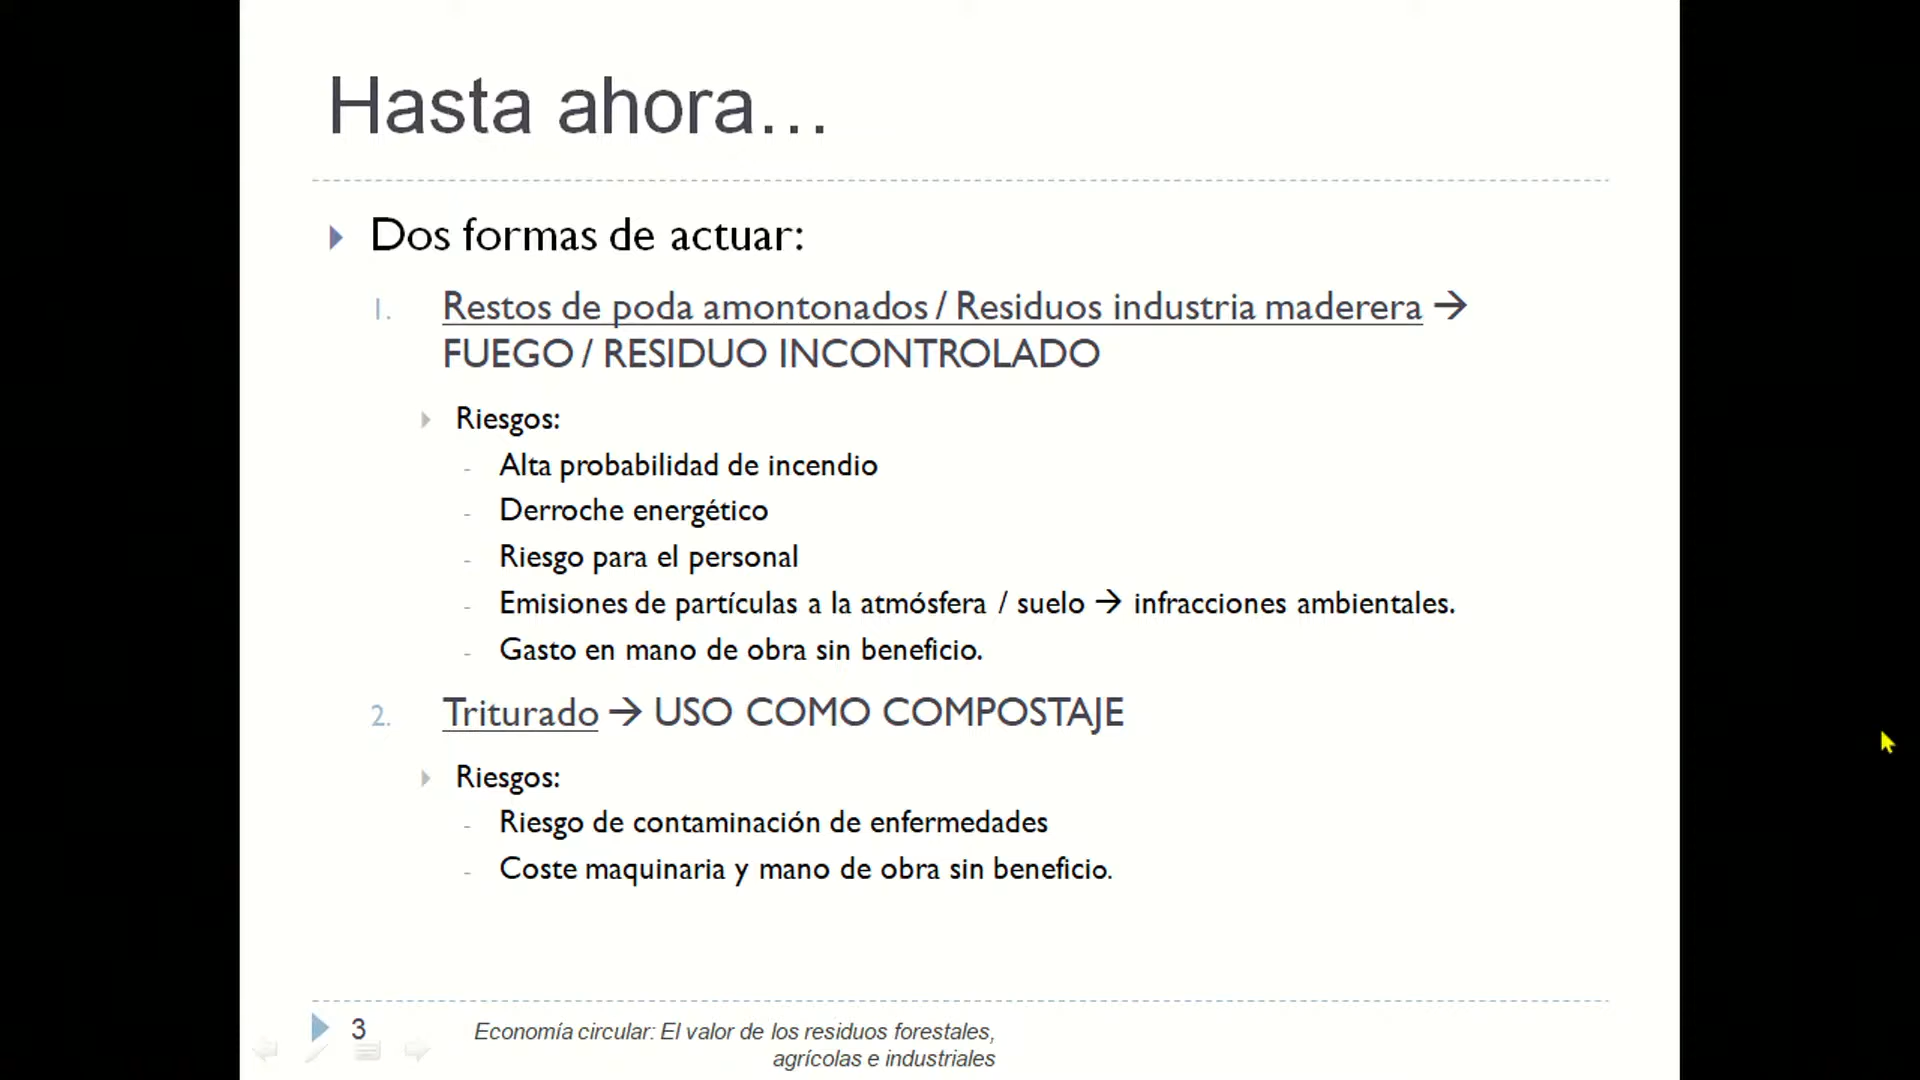 Hasta ahora...
Dos formas de actuar:
1. Restos de poda amontonados / Residuos industria maderera →
FUEGO / RESIDUO INCONTROLADO
Riesgos:
- Alta probabilidad de incendio
- Derroche energético
- Riesgo para el personal
- Emisiones de partículas a la atmósfera / suelo → infracciones ambientales.
- Gasto en mano de obra sin beneficio.
2. Triturado → USO COMO COMPOSTAJE
Riesgos:
- Riesgo de contaminación de enfermedades
- Coste maquinaria y mano de obra sin beneficio.
3
Economía circular: El valor de los residuos forestales,
agrícolas e industriales